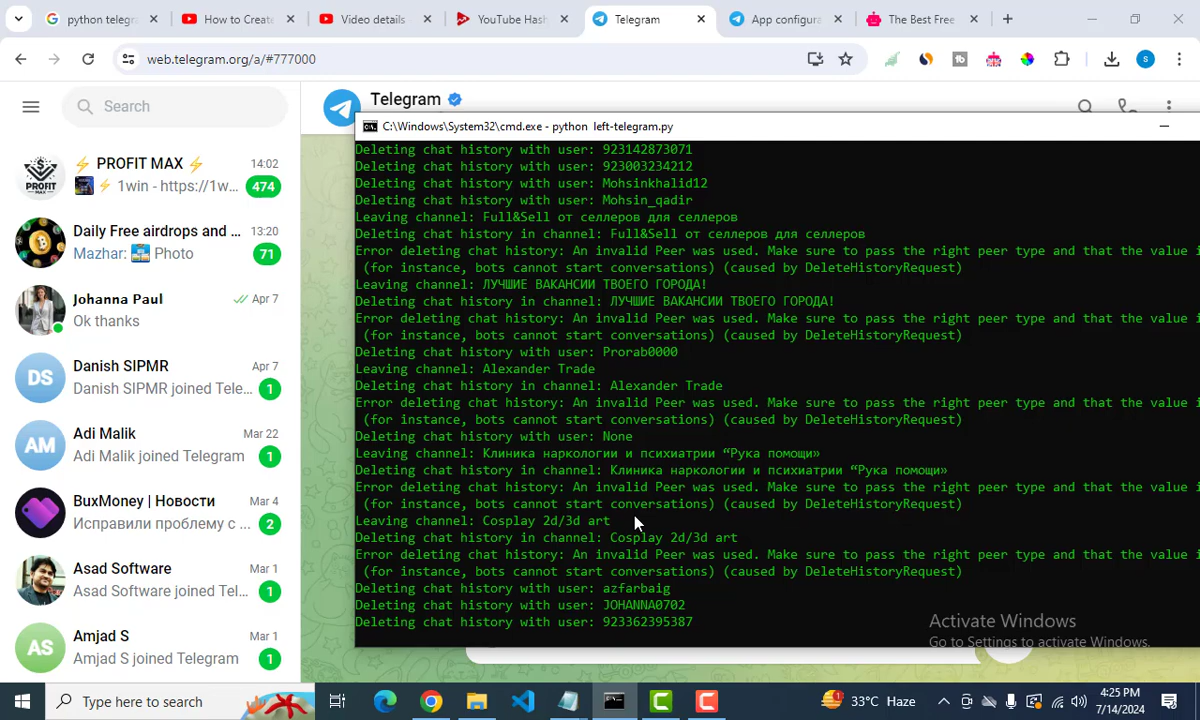 python telegra
How to Create
Video details
YouTube Hash
Telegram
App configura
The Best Free
web.telegram.org/a/#777000
S
Search
Telegram
C:\Windows\System32\cmd.exe - python left-telegram.py
⚡ PROFIT MAX ⚡ 14:02
PROFIT MAX
⚡ 1win - https://1w... 474
Daily Free airdrops and ... 13:20
Mazhar: Photo 71
Johanna Paul Apr 7
Ok thanks
DS
Danish SIPMR Apr 7
Danish SIPMR joined Tele... 1
AM
Adi Malik Mar 22
Adi Malik joined Telegram 1
BuxMoney | Новости Mar 4
Исправили проблему с ... 2
Asad Software Mar 1
Asad Software joined Tel... 1
AS
Amjad S Mar 1
Amjad S joined Telegram 1
Deleting chat history with user: 923142873071
Deleting chat history with user: 923003234212
Deleting chat history with user: Mohsinkhalid12
Deleting chat history with user: Mohsin_qadir
Leaving channel: Full&Sell от селлеров для селлеров
Deleting chat history in channel: Full&Sell от селлеров для селлеров
Error deleting chat history: An invalid Peer was used. Make sure to pass the right peer type and that the value i
(for instance, bots cannot start conversations) (caused by DeleteHistoryRequest)
Leaving channel: ЛУЧШИЕ ВАКАНСИИ ТВОЕГО ГОРОДА!
Deleting chat history in channel: ЛУЧШИЕ ВАКАНСИИ ТВОЕГО ГОРОДА!
Error deleting chat history: An invalid Peer was used. Make sure to pass the right peer type and that the value i
(for instance, bots cannot start conversations) (caused by DeleteHistoryRequest)
Deleting chat history with user: Prorab0000
Leaving channel: Alexander Trade
Deleting chat history in channel: Alexander Trade
Error deleting chat history: An invalid Peer was used. Make sure to pass the right peer type and that the value i
(for instance, bots cannot start conversations) (caused by DeleteHistoryRequest)
Deleting chat history with user: None
Leaving channel: Клиника наркологии и психиатрии “Рука помощи»
Deleting chat history in channel: Клиника наркологии и психиатрии “Рука помощи»
Error deleting chat history: An invalid Peer was used. Make sure to pass the right peer type and that the value i
(for instance, bots cannot start conversations) (caused by DeleteHistoryRequest)
Leaving channel: Cosplay 2d/3d art
Deleting chat history in channel: Cosplay 2d/3d art
Error deleting chat history: An invalid Peer was used. Make sure to pass the right peer type and that the value i
(for instance, bots cannot start conversations) (caused by DeleteHistoryRequest)
Deleting chat history with user: azfarbaig
Deleting chat history with user: JOHANNA0702
Deleting chat history with user: 923362395387
Activate Windows
Go to Settings to activate Windows.
Type here to search
33°C Haze
4:25 PM
7/14/2024